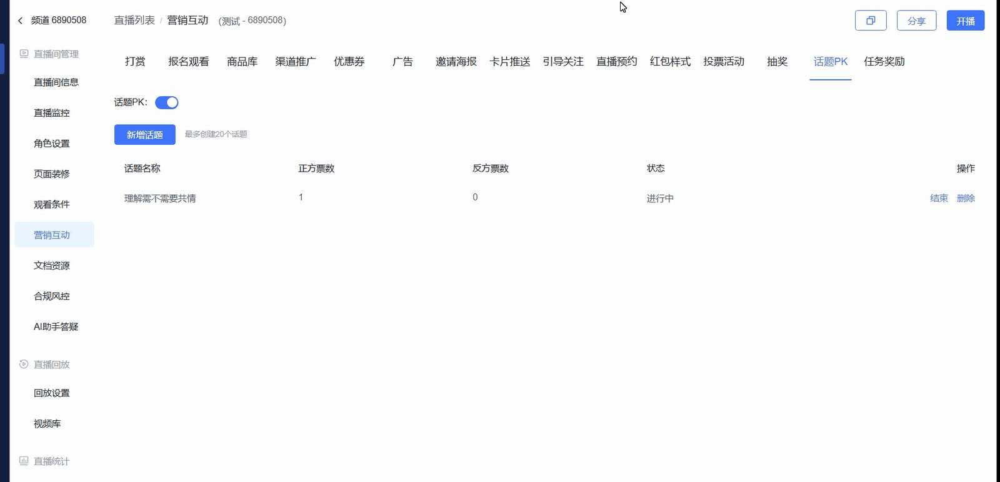 频道 6890508
直播列表 / 营销互动 (测试 - 6890508)
分享
开播
直播间管理
直播间信息
直播监控
角色设置
页面装修
观看条件
营销互动
文档资源
合规风控
AI助手答疑
直播回放
回放设置
视频库
直播统计
打赏 报名观看 商品库 渠道推广 优惠券 广告 邀请海报 卡片推送 引导关注 直播预约 红包样式 投票活动 抽奖 话题PK 任务奖励
话题PK：
新增话题 最多创建20个话题
话题名称 正方票数 反方票数 状态 操作
理解需不需要共情 1 0 进行中 结束 删除